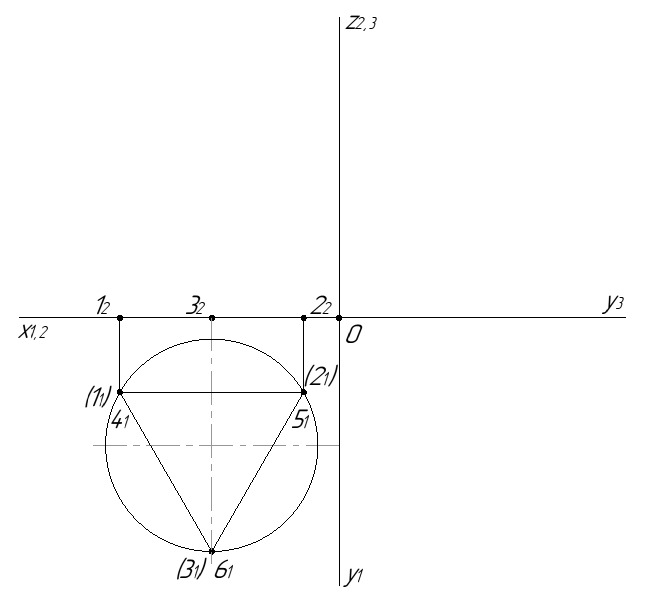 z2,3
12 32 22 y3
x1,2 0
(11) (21)
41 51
(31) 61 y1